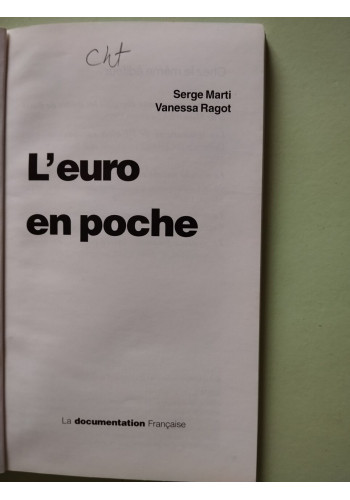 cht
Serge Marti
Vanessa Ragot
L'euro
en poche
La documentation Française